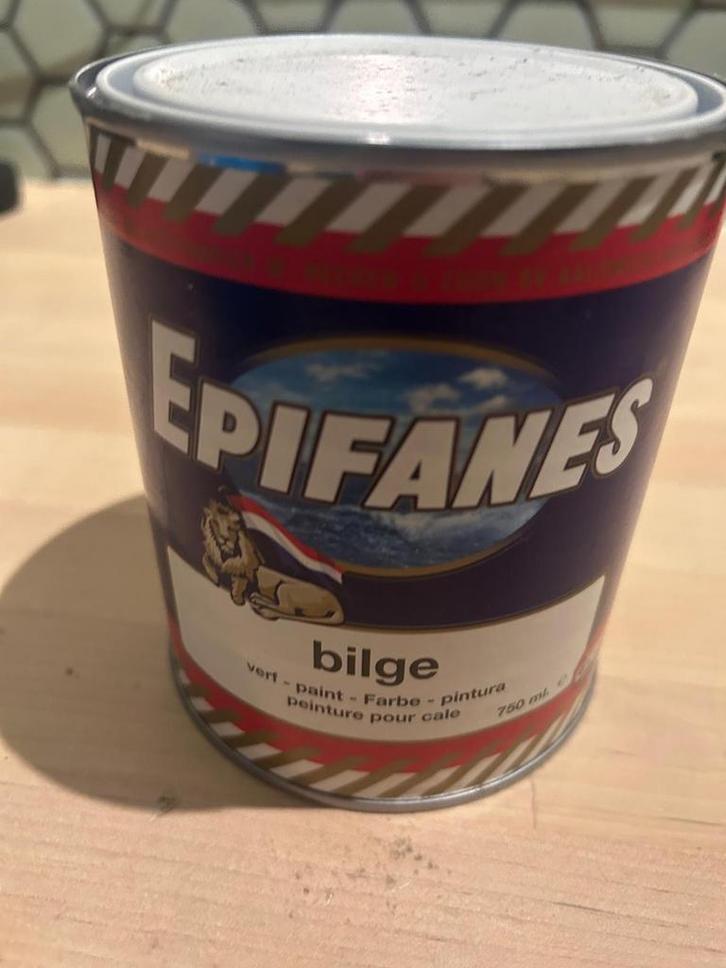 EPIFANES
bilge
verf - paint - Farbe - pintura
peinture pour cale
750 ml. e